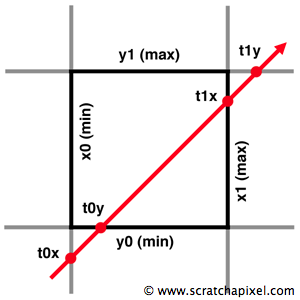 y1 (max)
t1y
t1x
x0 (min)
x1 (max)
t0y
y0 (min)
t0x
© www.scratchapixel.com